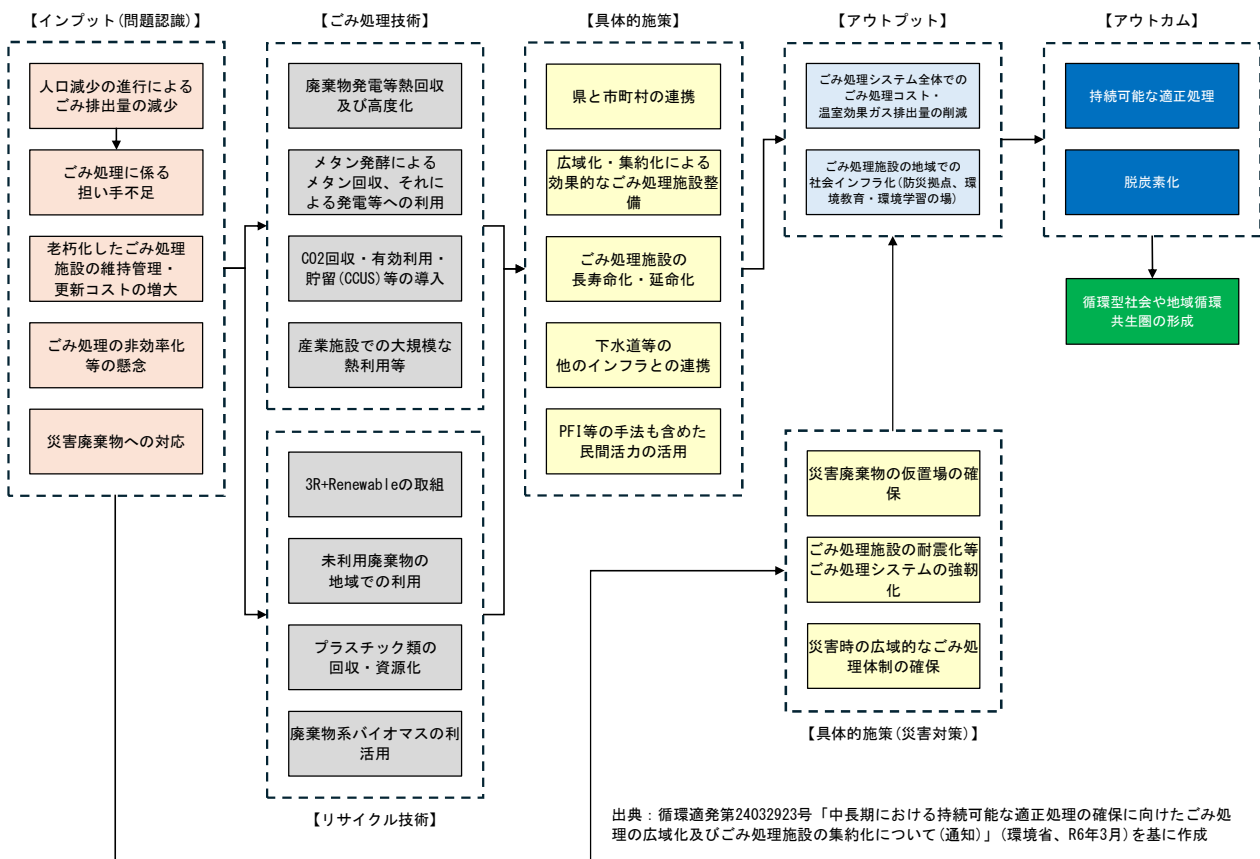 【インプット(問題認識)】
人口減少の進行による
ごみ排出量の減少
ごみ処理に係る
担い手不足
老朽化したごみ処理
施設の維持管理・
更新コストの増大
ごみ処理の非効率化
等の懸念
災害廃棄物への対応
【ごみ処理技術】
廃棄物発電等熱回収
及び高度化
メタン発酵による
メタン回収、それに
よる発電等への利用
CO2回収・有効利用・
貯留(CCUS)等の導入
産業施設での大規模な
熱利用等
3R+Renewableの取組
未利用廃棄物の
地域での利用
プラスチック類の
回収・資源化
廃棄物系バイオマスの利
活用
【リサイクル技術】
【具体的施策】
県と市町村の連携
広域化・集約化による
効果的なごみ処理施設整
備
ごみ処理施設の
長寿命化・延命化
下水道等の
他のインフラとの連携
PFI等の手法も含めた
民間活力の活用
【アウトプット】
ごみ処理システム全体での
ごみ処理コスト・
温室効果ガス排出量の削減
ごみ処理施設の地域での
社会インフラ化(防災拠点、環
境教育・環境学習の場)
災害廃棄物の仮置場の確
保
ごみ処理施設の耐震化等
ごみ処理システムの強靭
化
災害時の広域的なごみ処
理体制の確保
【具体的施策(災害対策)】
【アウトカム】
持続可能な適正処理
脱炭素化
循環型社会や地域循環
共生圏の形成
出典：循環適発第24032923号「中長期における持続可能な適正処理の確保に向けたごみ処
理の広域化及びごみ処理施設の集約化について(通知)」(環境省、R6年3月)を基に作成